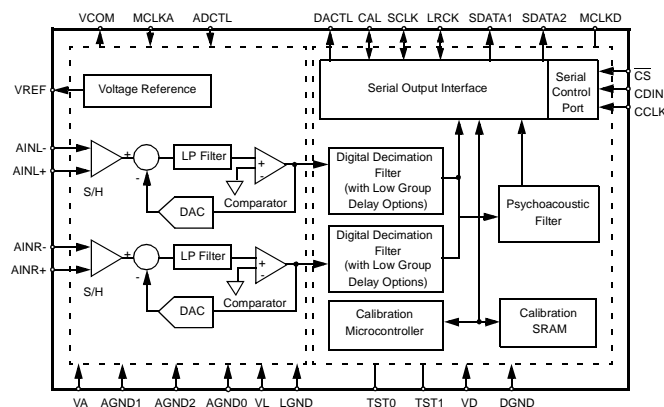 VCOM MCLKA ADCTL DACTL CAL SCLK LRCK SDATA1 SDATA2 MCLKD
VREF
Voltage Reference
Serial Output Interface
Serial
Control
Port
CS
CDIN
CCLK
AINL-
AINL+
S/H
+
-
LP Filter
+
-
Comparator
DAC
Digital Decimation
Filter
(with Low Group
Delay Options)
Psychoacoustic
Filter
AINR-
AINR+
S/H
+
-
LP Filter
+
-
Comparator
DAC
Digital Decimation
Filter
(with Low Group
Delay Options)
Calibration
Microcontroller
Calibration
SRAM
VA AGND1 AGND2 AGND0 VL LGND TST0 TST1 VD DGND